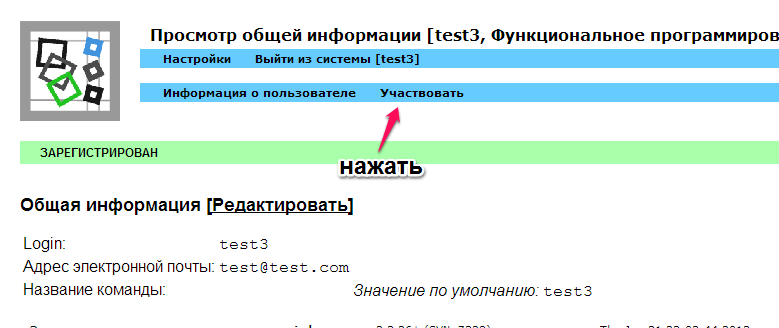 Просмотр общей информации [test3, Функциональное программиров
Настройки Выйти из системы [test3]
Информация о пользователе Участвовать
ЗАРЕГИСТРИРОВАН
нажать
Общая информация [Редактировать]
Login: test3
Адрес электронной почты: test@test.com
Название команды: Значение по умолчанию: test3